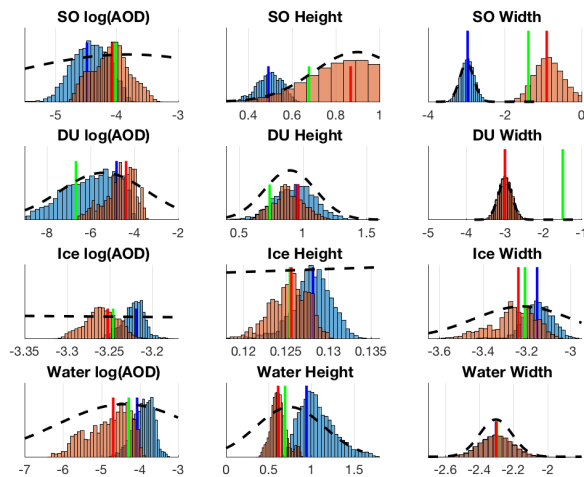 SO log(AOD) SO Height SO Width
-5 -4 -3 0.4 0.6 0.8 1 -4 -2 0
DU log(AOD) DU Height DU Width
-8 -6 -4 -2 0.5 1 1.5 -5 -4 -3 -2 -1
Ice log(AOD) Ice Height Ice Width
-3.35 -3.3 -3.25 -3.2 0.12 0.125 0.13 0.135 -3.6 -3.4 -3.2 -3
Water log(AOD) Water Height Water Width
-7 -6 -5 -4 -3 0 0.5 1 1.5 -2.6 -2.4 -2.2 -2